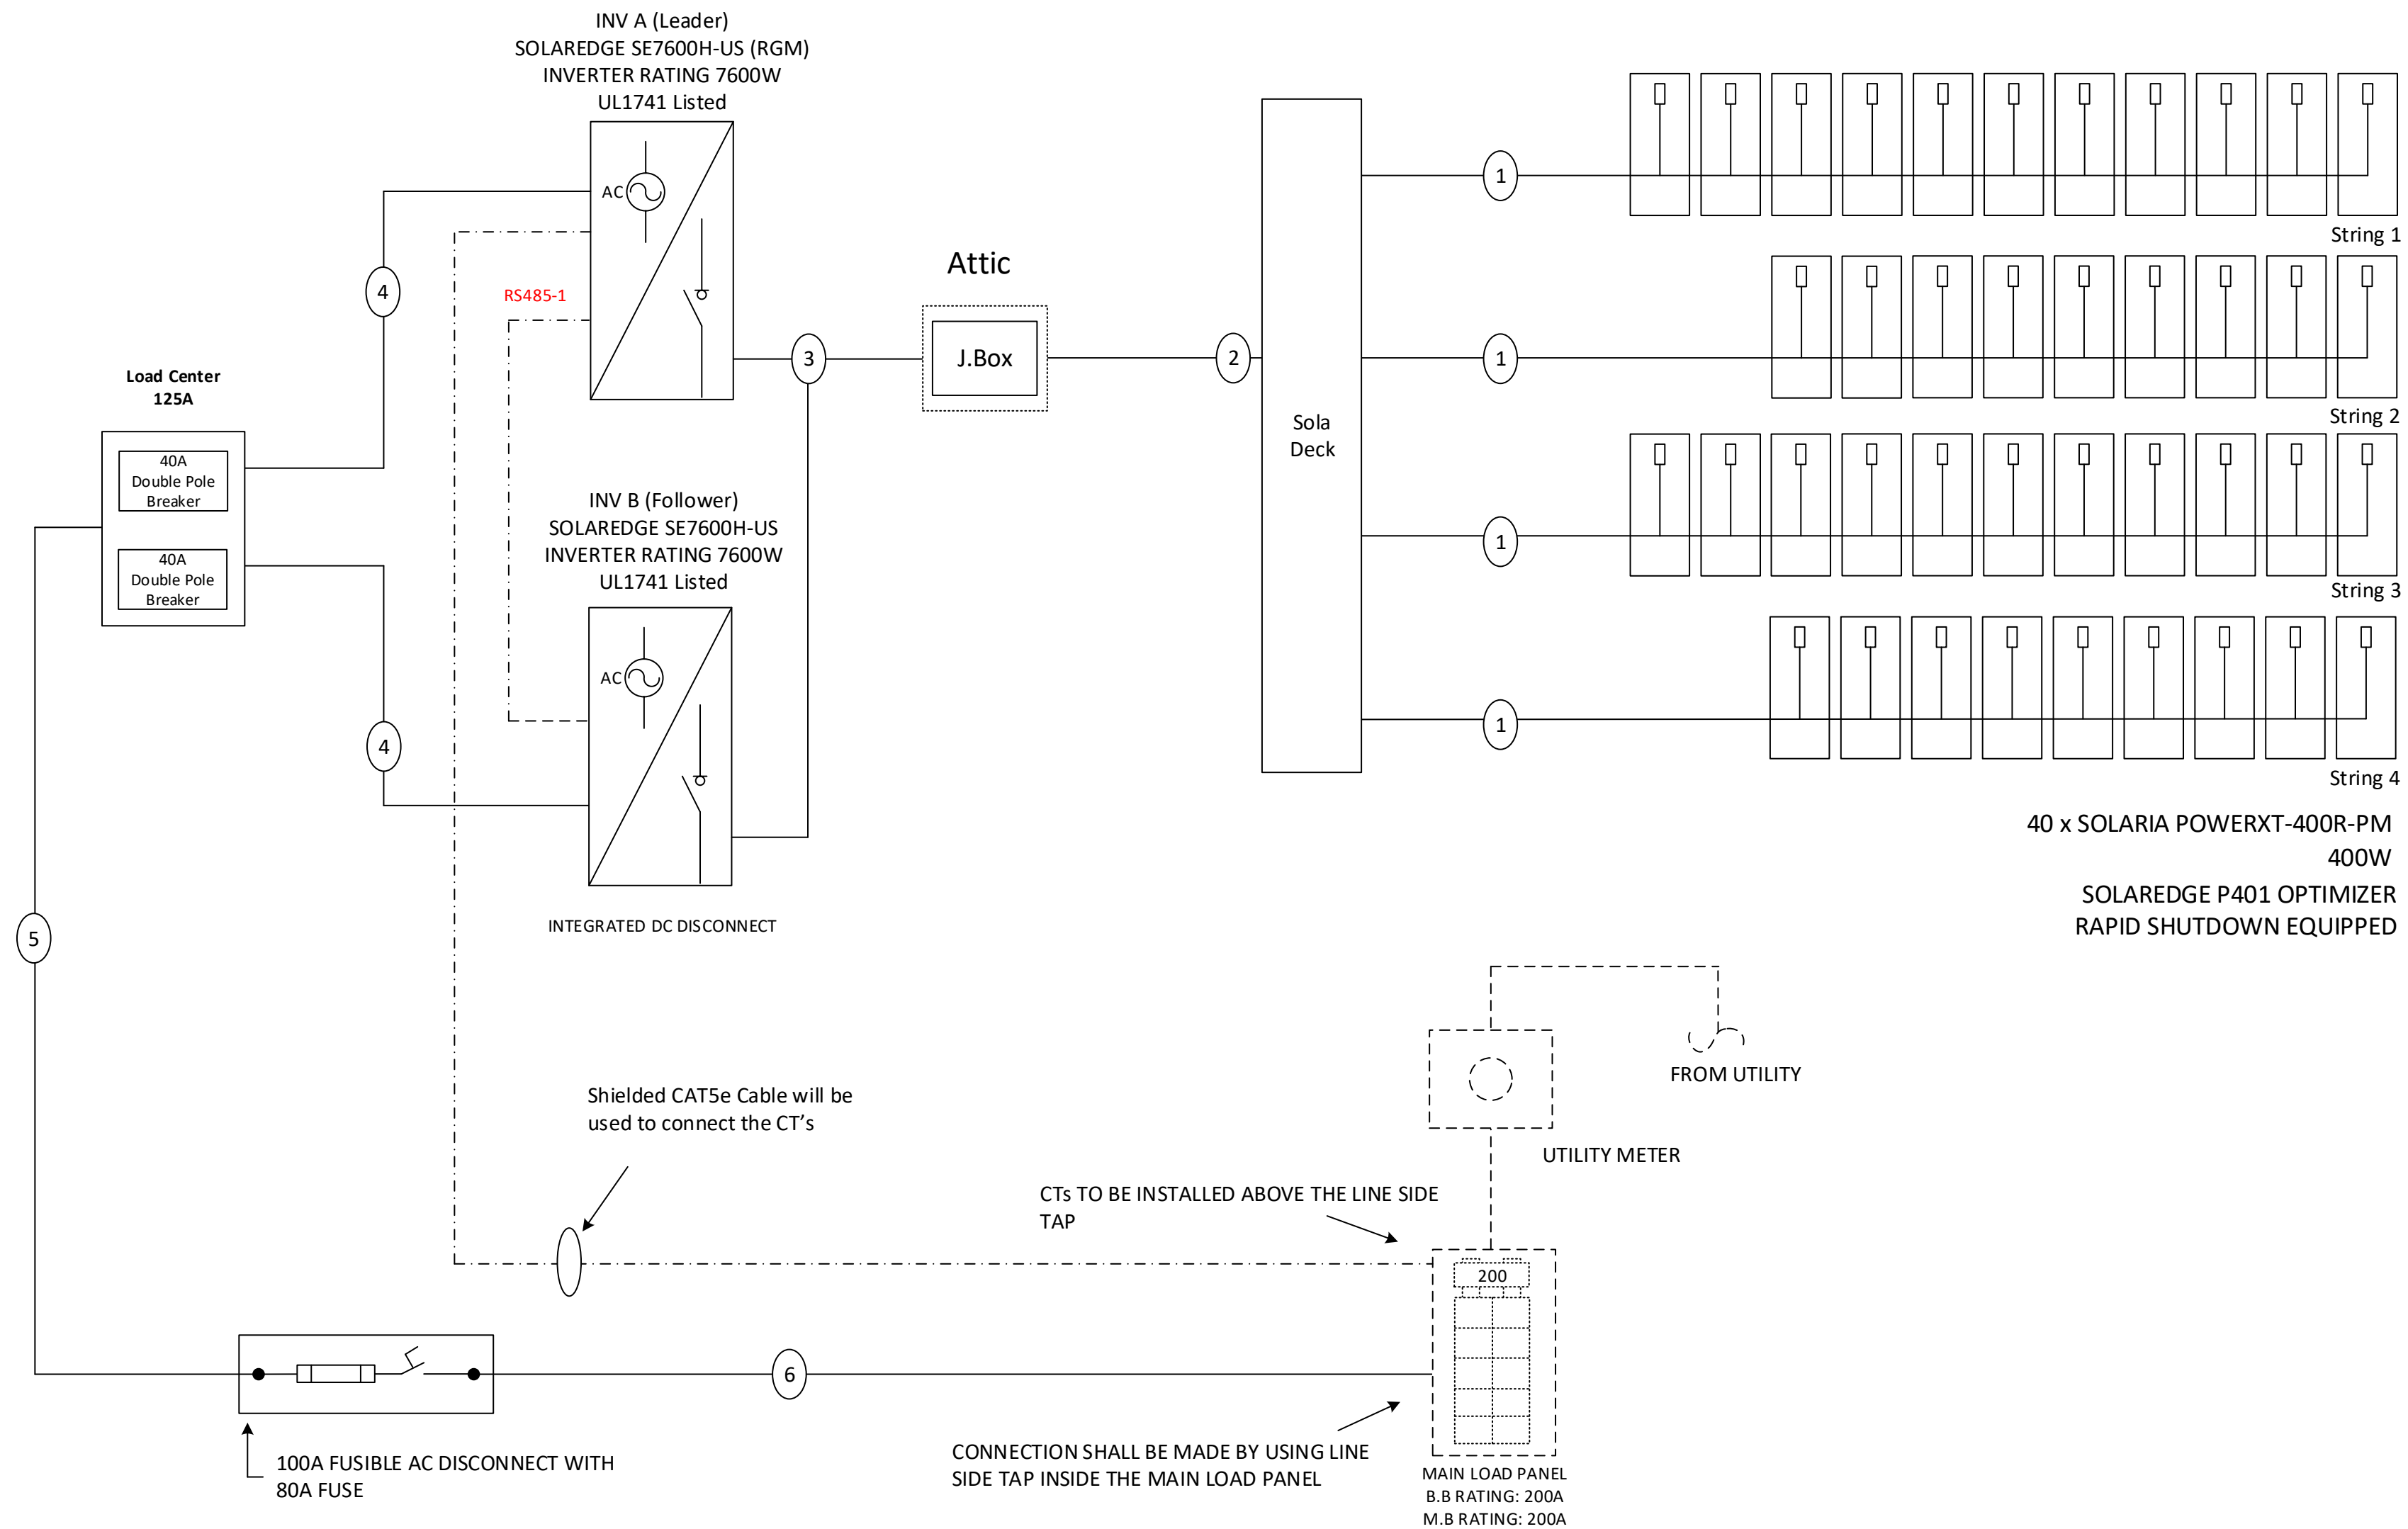 INV A (Leader)
SOLAREDGE SE7600H-US (RGM)
INVERTER RATING 7600W
UL1741 Listed
AC
RS485-1
4
Attic
J.Box
3
2
Sola
Deck
1
String 1
1
String 2
1
String 3
1
String 4
Load Center
125A
40A
Double Pole
Breaker
40A
Double Pole
Breaker
INV B (Follower)
SOLAREDGE SE7600H-US
INVERTER RATING 7600W
UL1741 Listed
AC
4
INTEGRATED DC DISCONNECT
5
40 x SOLARIA POWERXT-400R-PM
400W
SOLAREDGE P401 OPTIMIZER
RAPID SHUTDOWN EQUIPPED
FROM UTILITY
UTILITY METER
Shielded CAT5e Cable will be
used to connect the CT’s
CTs TO BE INSTALLED ABOVE THE LINE SIDE
TAP
200
6
100A FUSIBLE AC DISCONNECT WITH
80A FUSE
CONNECTION SHALL BE MADE BY USING LINE
SIDE TAP INSIDE THE MAIN LOAD PANEL
MAIN LOAD PANEL
B.B RATING: 200A
M.B RATING: 200A